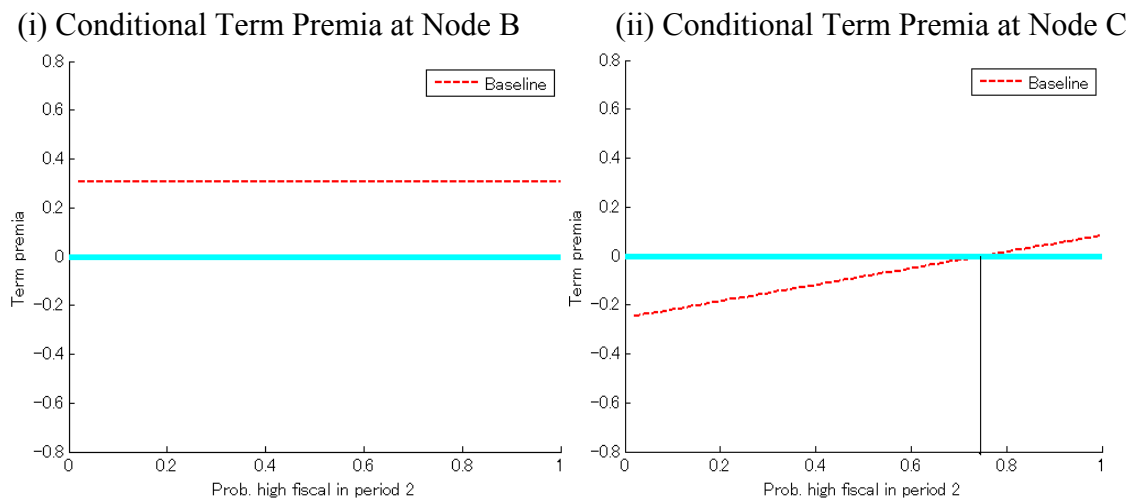 (i) Conditional Term Premia at Node B
0.8
0.6
0.4
0.2
0
−0.2
−0.4
−0.6
−0.8
Term premia
Baseline
0 0.2 0.4 0.6 0.8 1
Prob. high fiscal in period 2
(ii) Conditional Term Premia at Node C
0.8
0.6
0.4
0.2
0
−0.2
−0.4
−0.6
−0.8
Term premia
Baseline
0 0.2 0.4 0.6 0.8 1
Prob. high fiscal in period 2